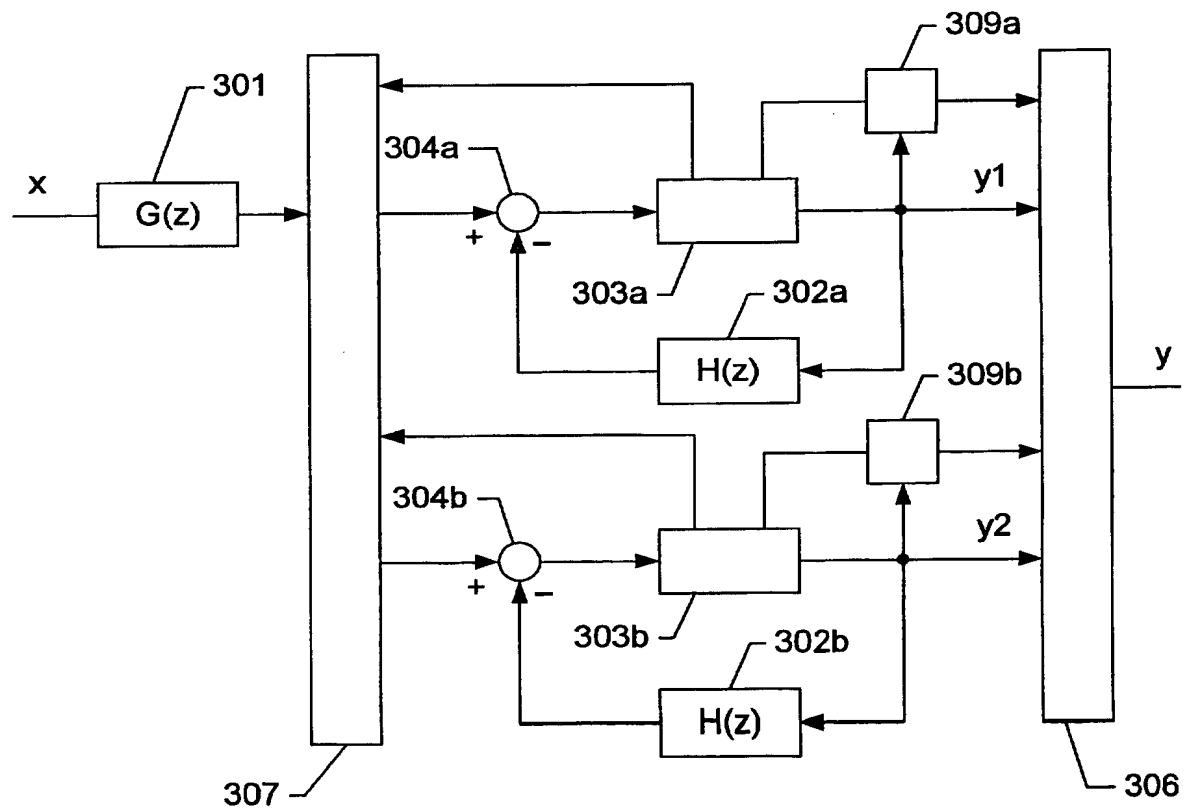 309a
301
304a
x
G(z)
y1
+
−
303a
302a
H(z)
y
309b
304b
y2
+
−
303b
302b
H(z)
307
306